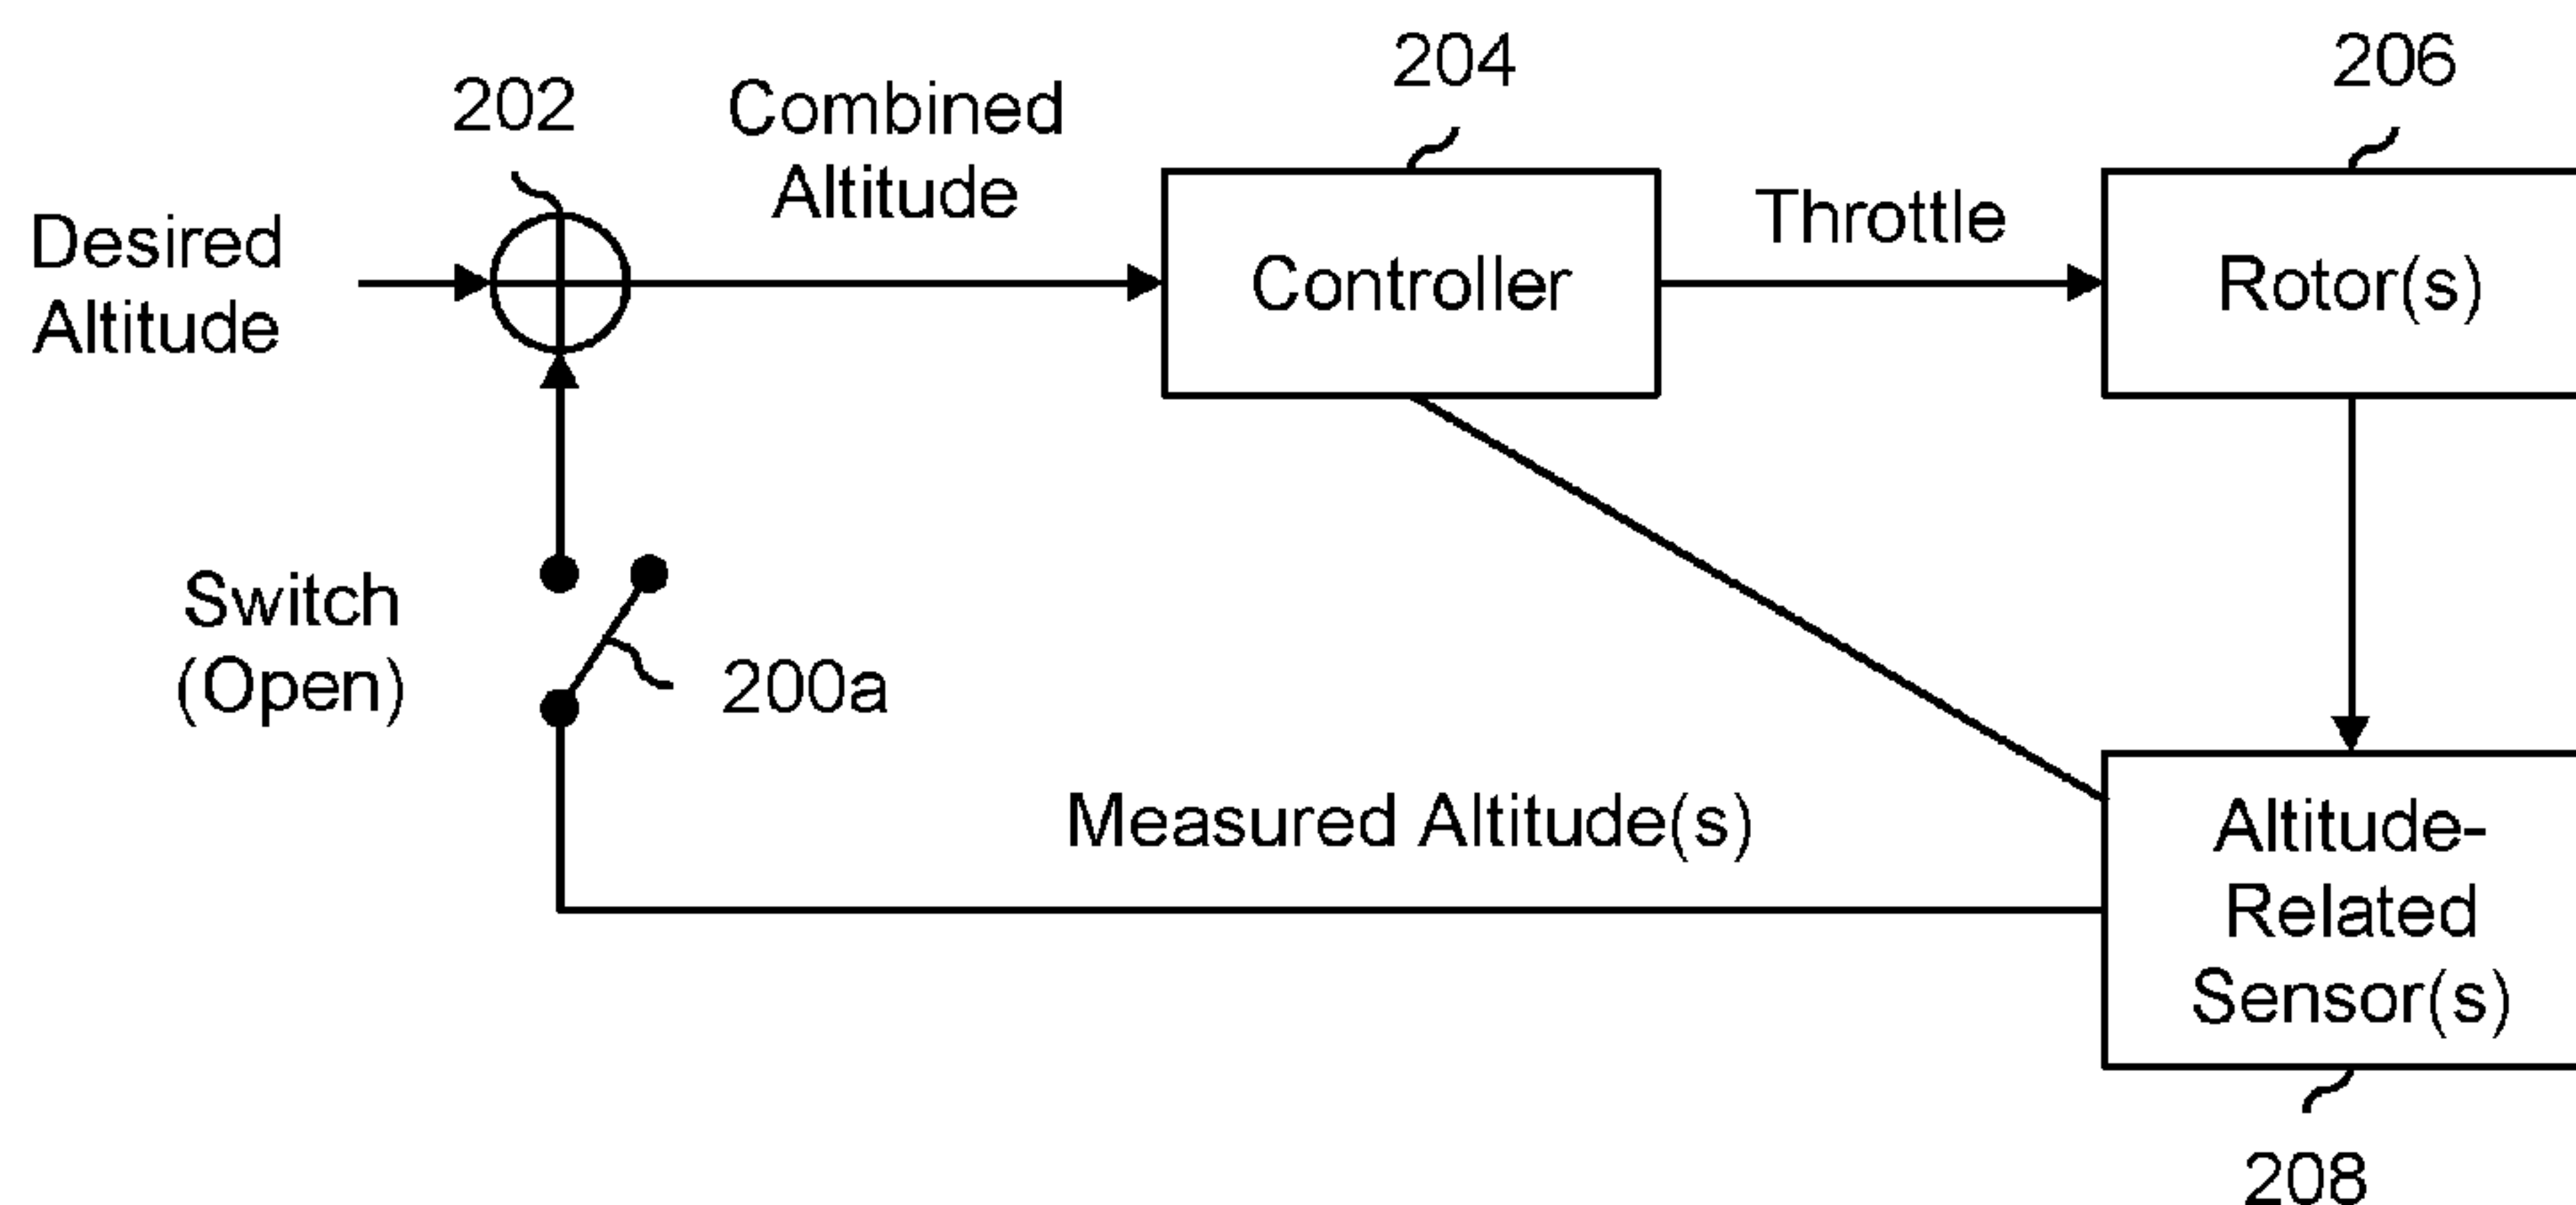 204
206
202
Combined
Altitude
Desired
Altitude
Controller
Throttle
Rotor(s)
Switch
(Open)
200a
Measured Altitude(s)
Altitude-
Related
Sensor(s)
208